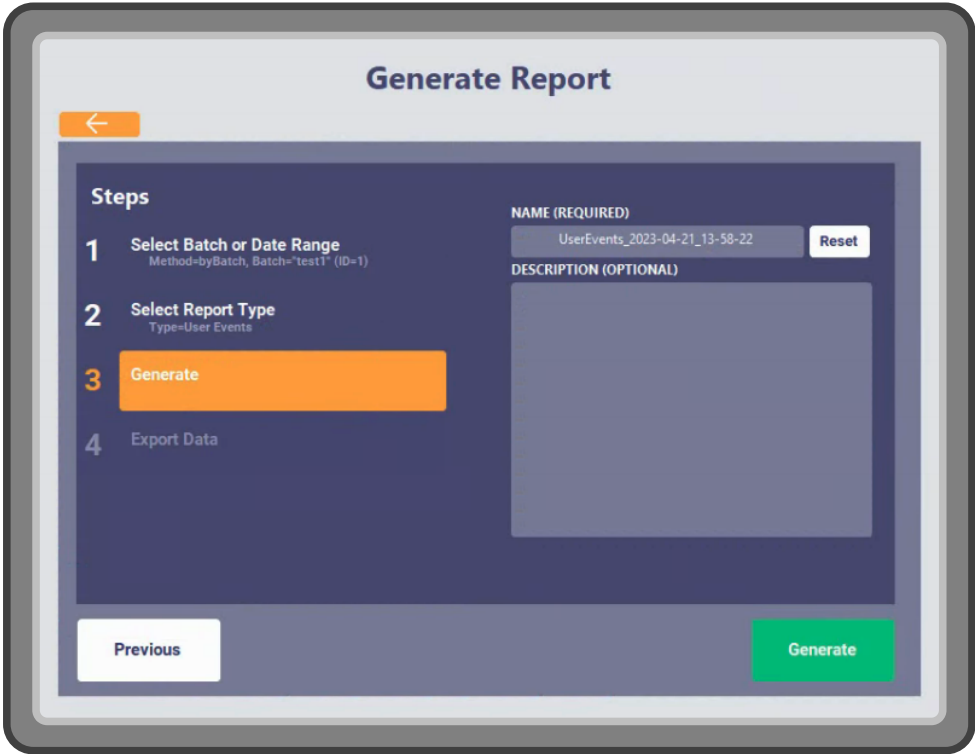 Generate Report
Steps
1
Select Batch or Date Range
Method=byBatch, Batch="test1" (ID=1)
2
Select Report Type
Type=User Events
3
Generate
4
Export Data
NAME (REQUIRED)
UserEvents_2023-04-21_13-58-22
Reset
DESCRIPTION (OPTIONAL)
Previous
Generate